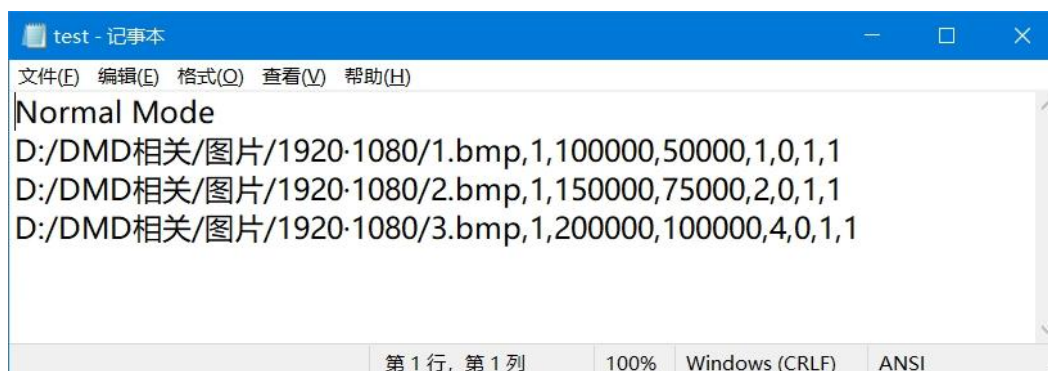 test - 记事本
文件(F) 编辑(E) 格式(O) 查看(V) 帮助(H)
Normal Mode
D:/DMD相关/图片/1920·1080/1.bmp,1,100000,50000,1,0,1,1
D:/DMD相关/图片/1920·1080/2.bmp,1,150000,75000,2,0,1,1
D:/DMD相关/图片/1920·1080/3.bmp,1,200000,100000,4,0,1,1
第 1 行，第 1 列 100% Windows (CRLF) ANSI